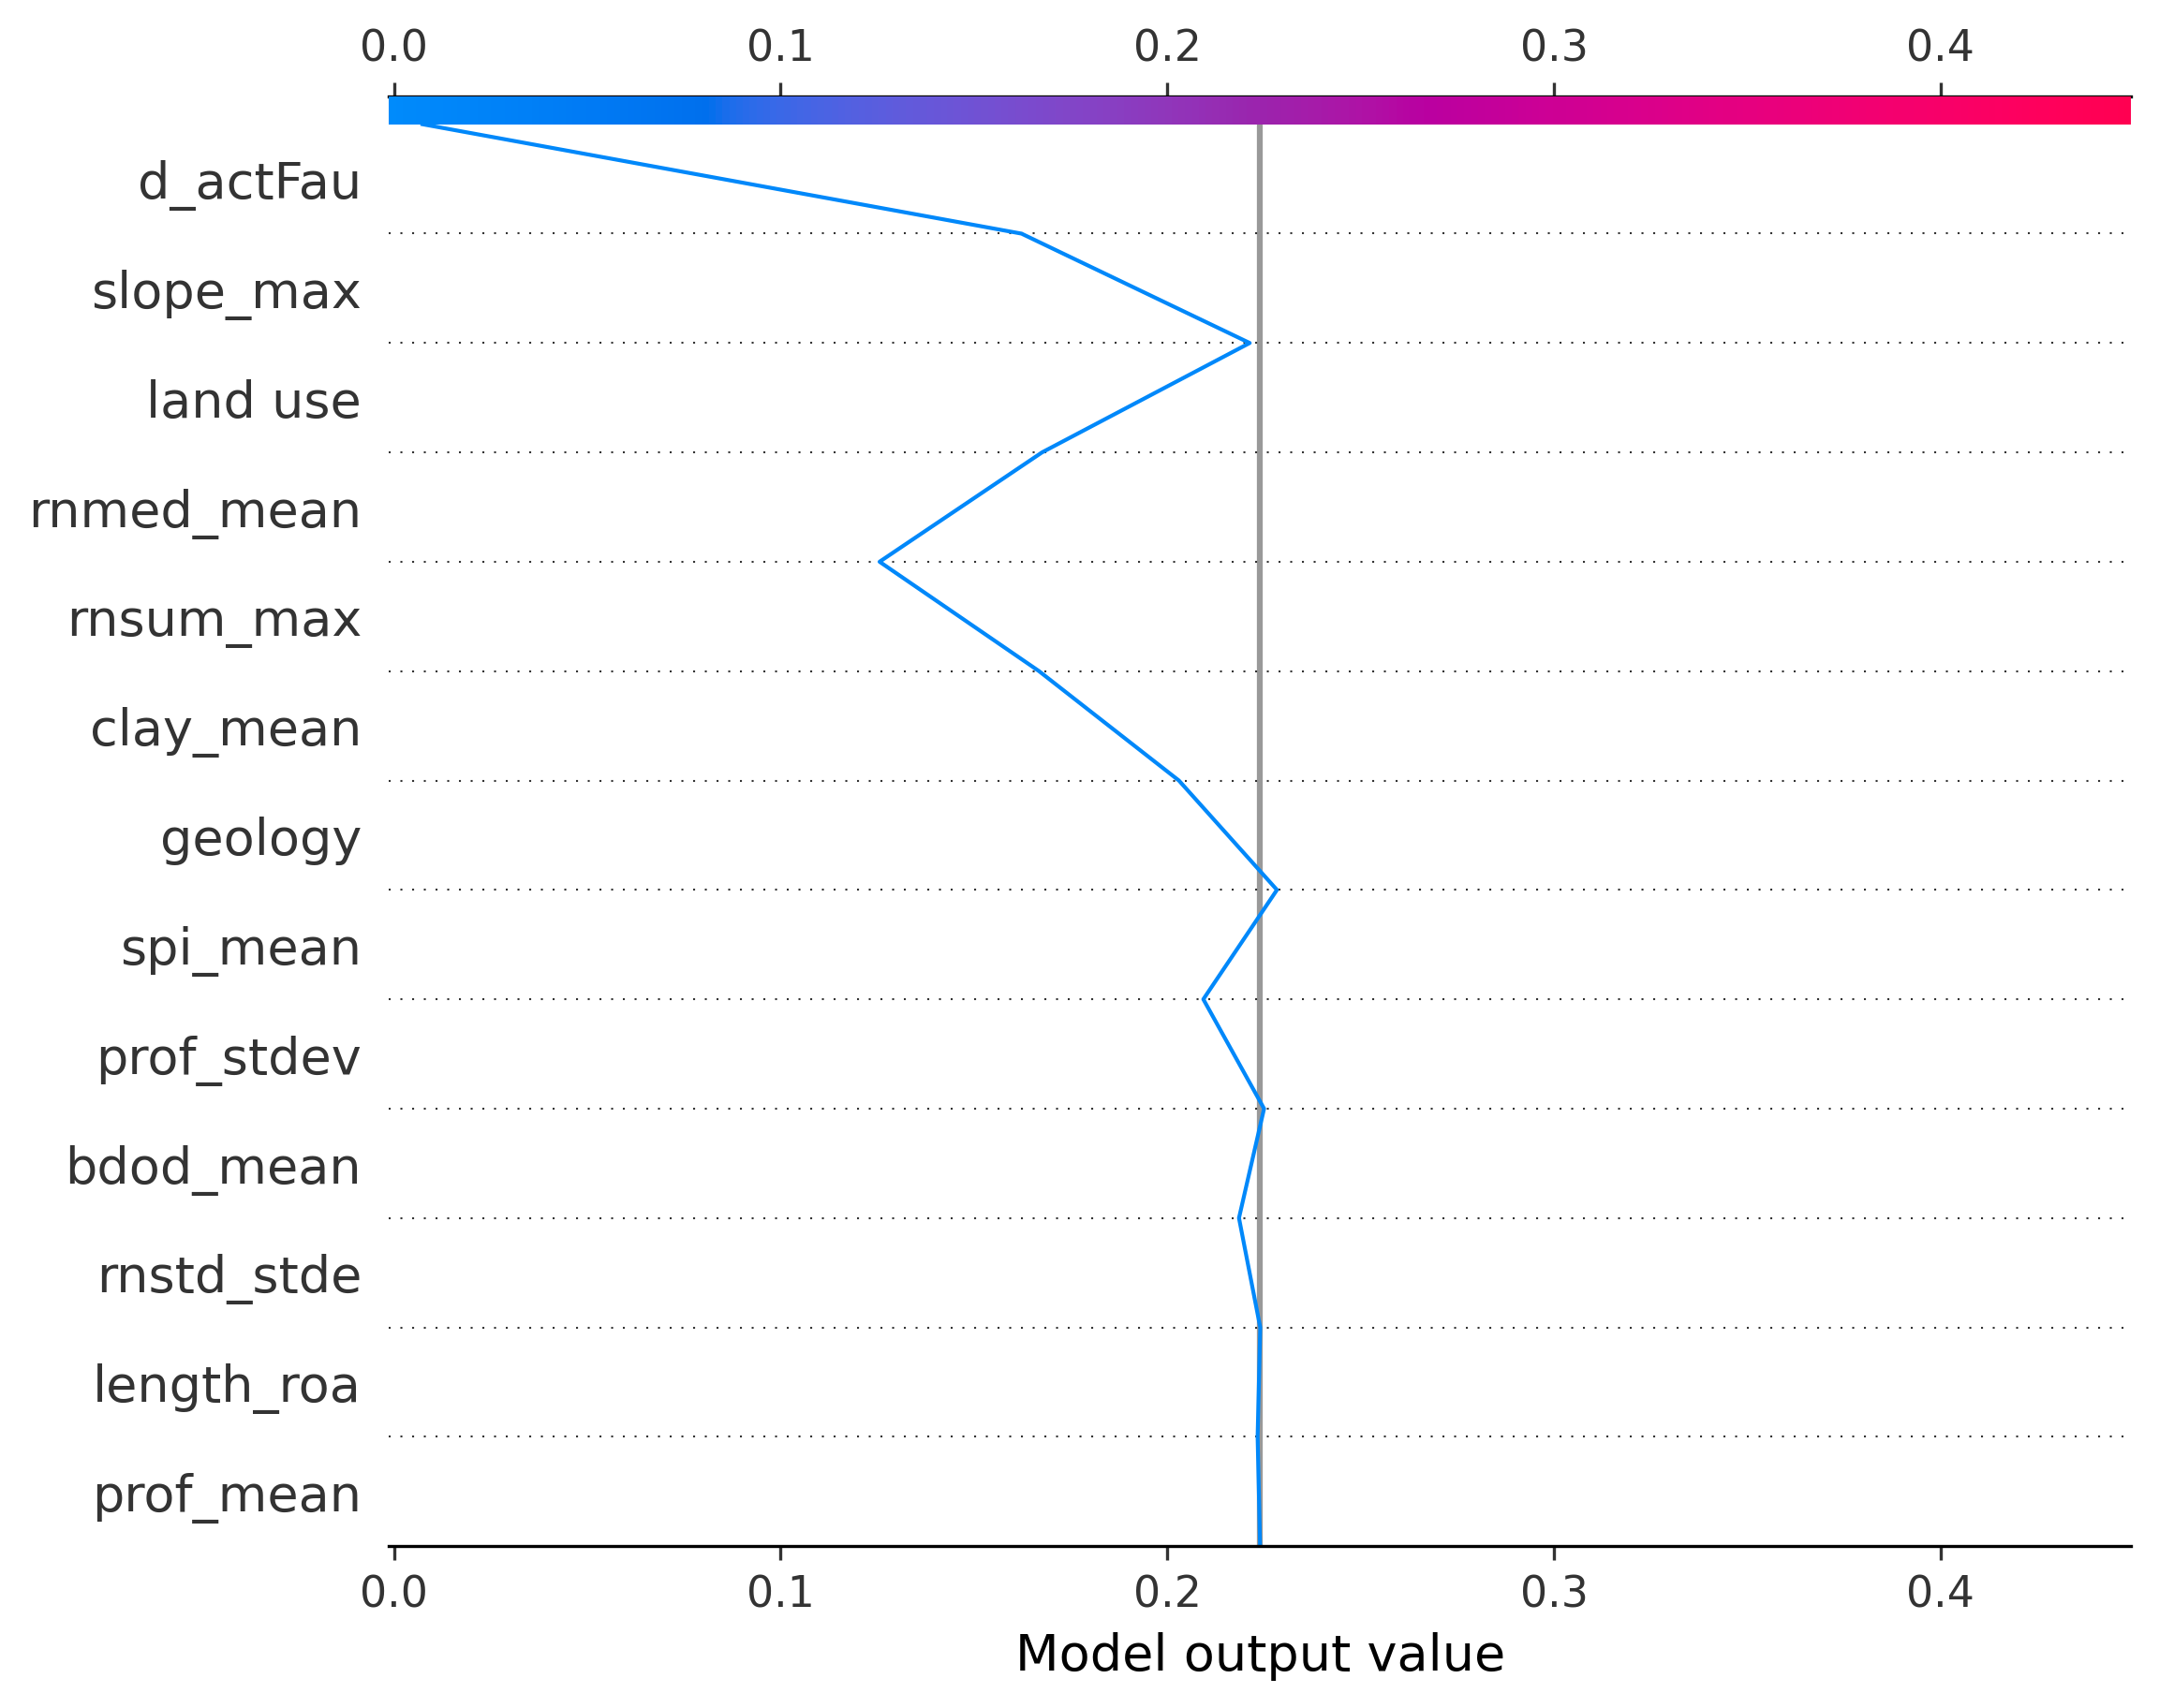 0.0 0.1 0.2 0.3 0.4
d_actFau
slope_max
land use
rnmed_mean
rnsum_max
clay_mean
geology
spi_mean
prof_stdev
bdod_mean
rnstd_stde
length_roa
prof_mean
0.0 0.1 0.2 0.3 0.4
Model output value